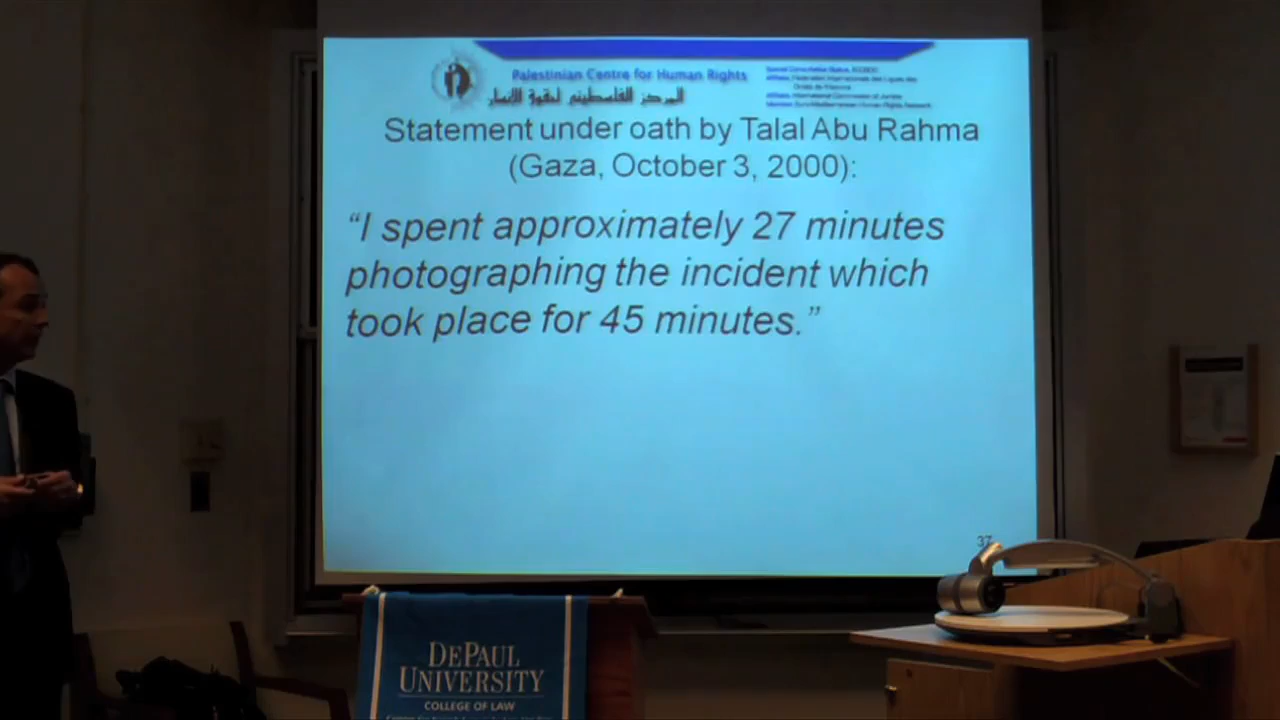 Palestinian Centre for Human Rights
المركز الفلسطيني لحقوق الإنسان
Statement under oath by Talal Abu Rahma
(Gaza, October 3, 2000):
“I spent approximately 27 minutes
photographing the incident which
took place for 45 minutes.”
37
DEPAUL
UNIVERSITY
COLLEGE OF LAW